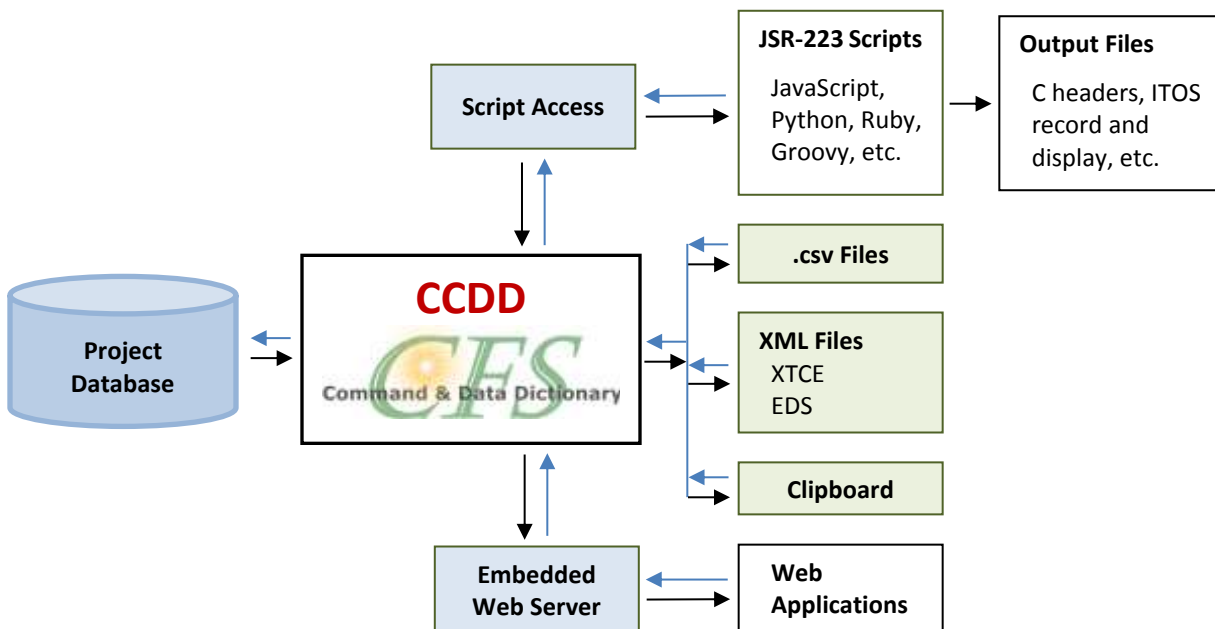 JSR-223 Scripts
JavaScript,
Python, Ruby,
Groovy, etc.
Output Files
C headers, ITOS
record and
display, etc.
Script Access
.csv Files
CCDD
CFS
Command & Data Dictionary
Project
Database
XML Files
XTCE
EDS
Clipboard
Embedded
Web Server
Web
Applications